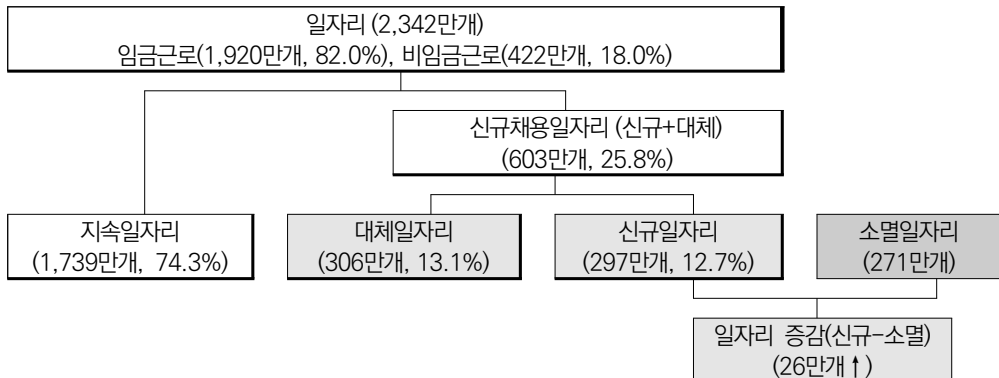 일자리 (2,342만개)
임금근로(1,920만개, 82.0%), 비임금근로(422만개, 18.0%)
신규채용일자리 (신규+대체)
(603만개, 25.8%)
지속일자리
(1,739만개, 74.3%)
대체일자리
(306만개, 13.1%)
신규일자리
(297만개, 12.7%)
소멸일자리
(271만개)
일자리 증감(신규-소멸)
(26만개↑)